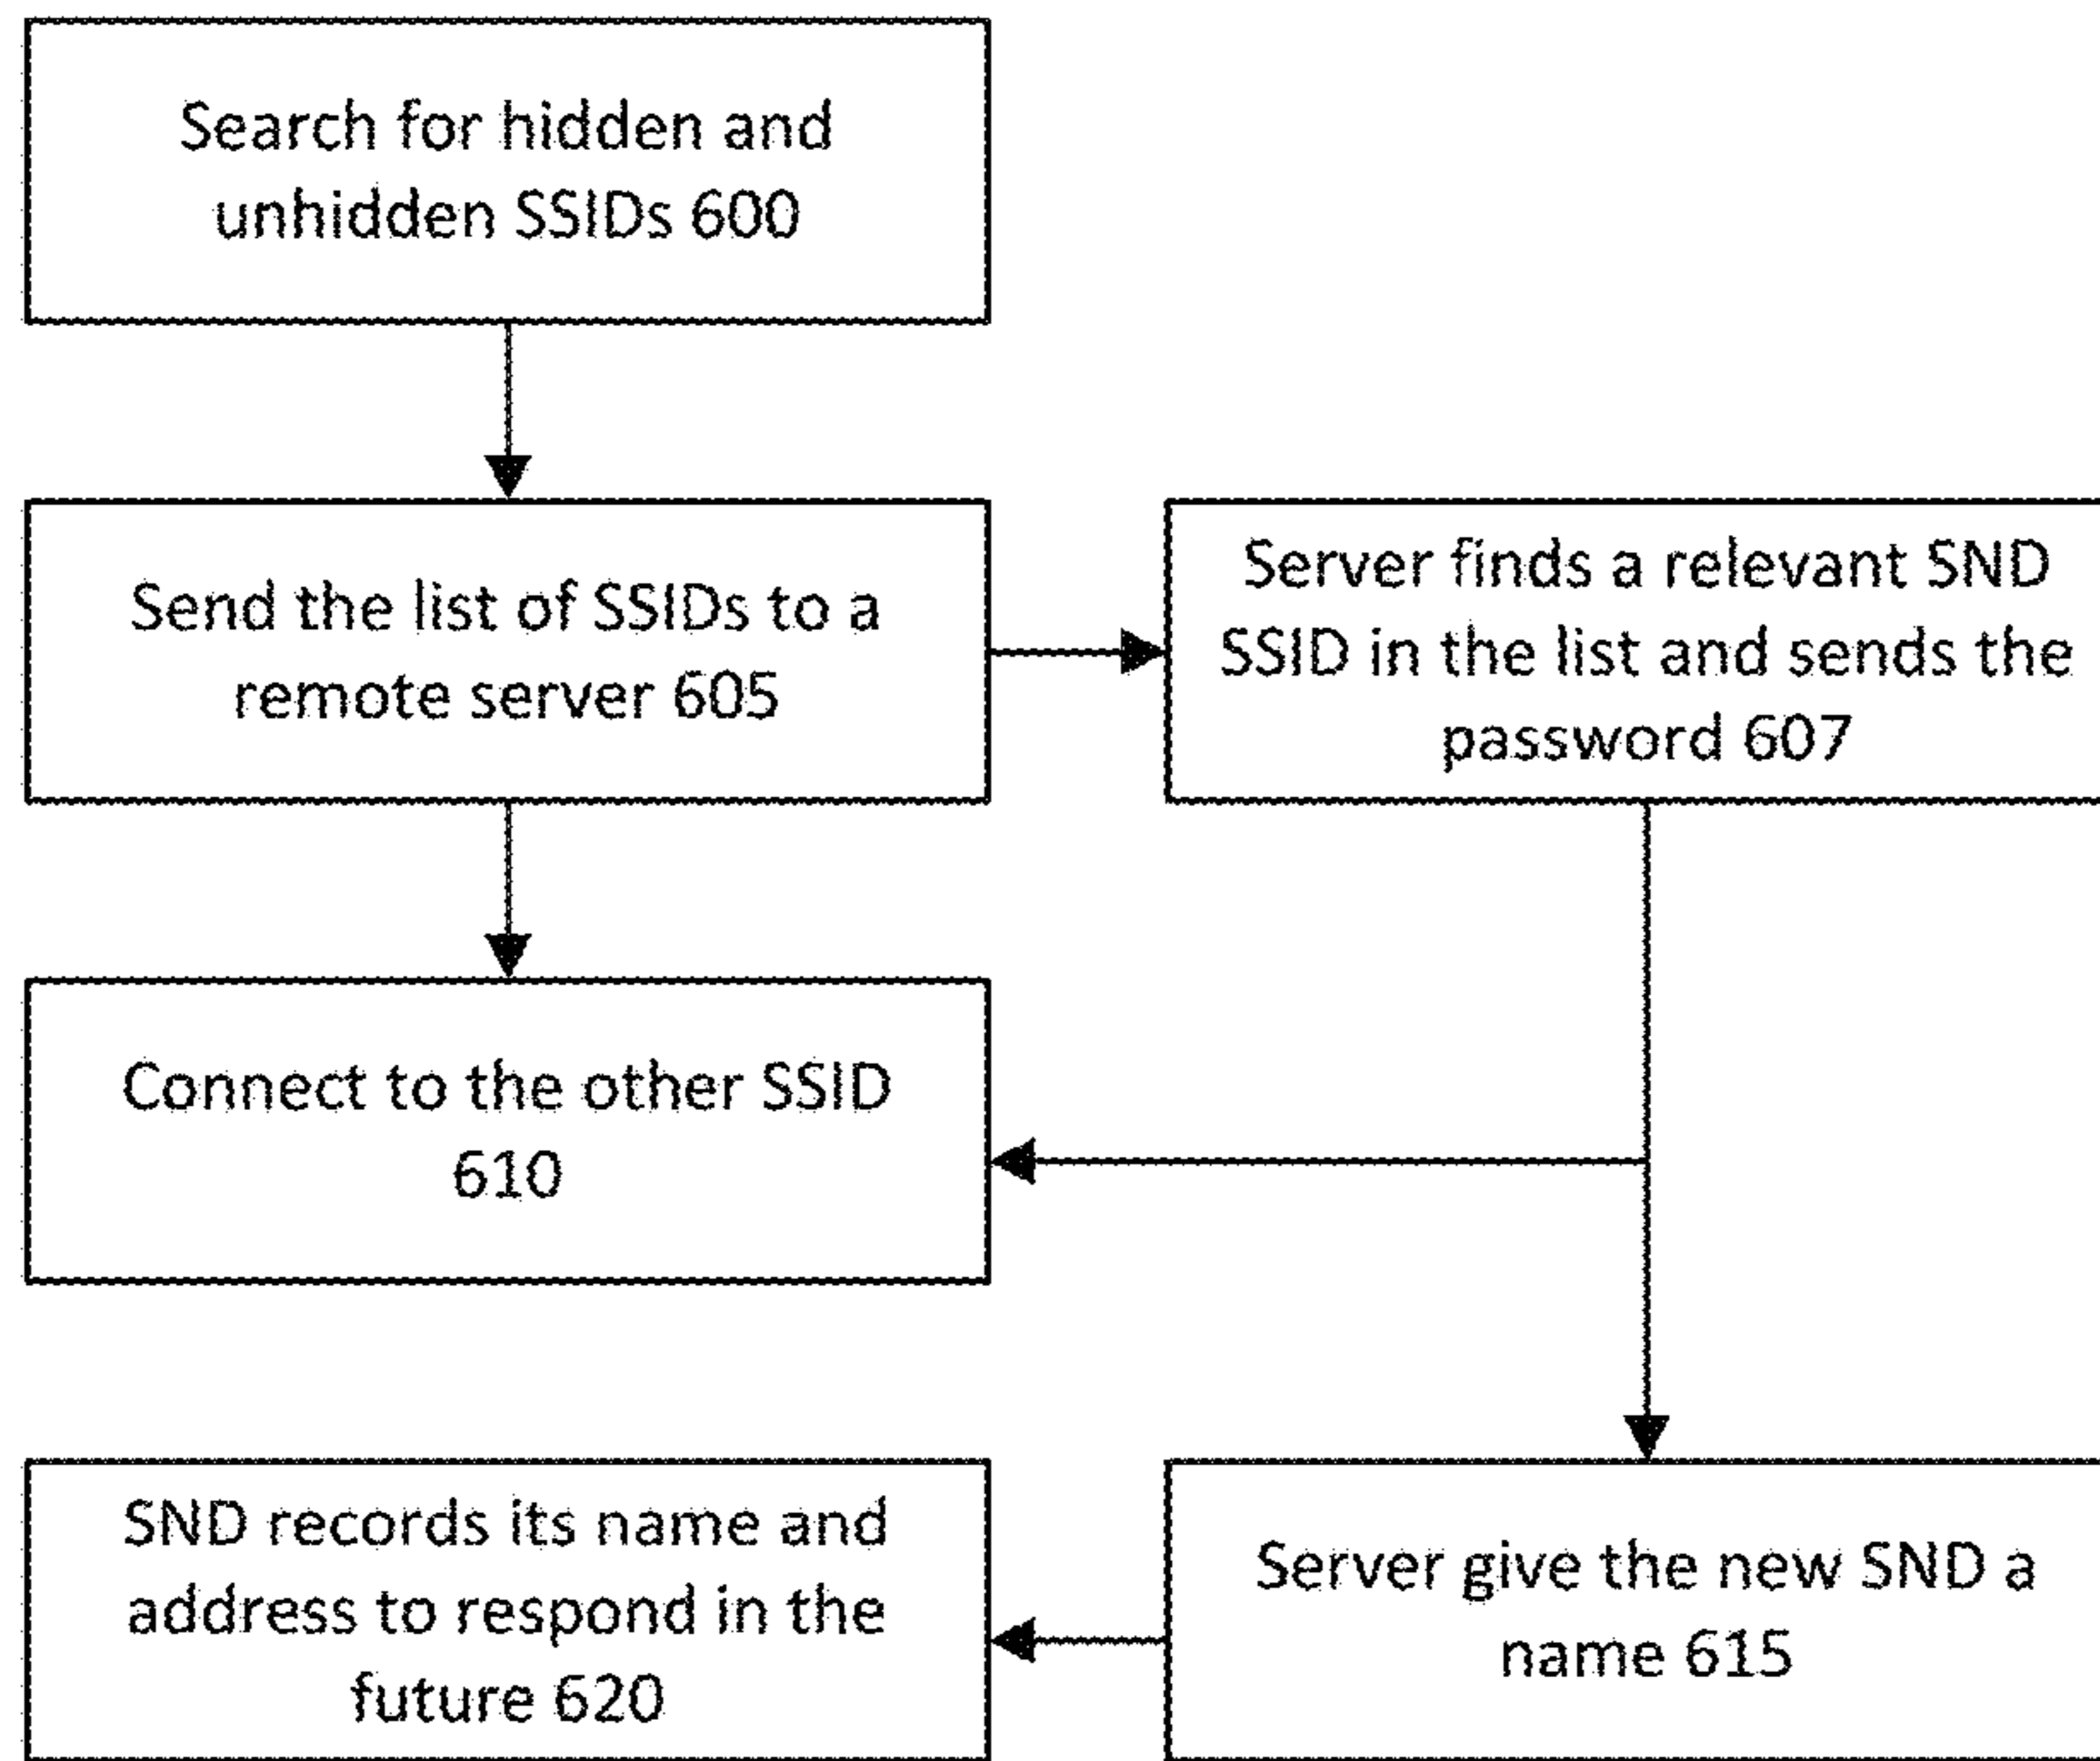 Search for hidden and
unhidden SSIDs 600
Send the list of SSIDs to a
remote server 605
Server finds a relevant SND
SSID in the list and sends the
password 607
Connect to the other SSID
610
SND records its name and
address to respond in the
future 620
Server give the new SND a
name 615